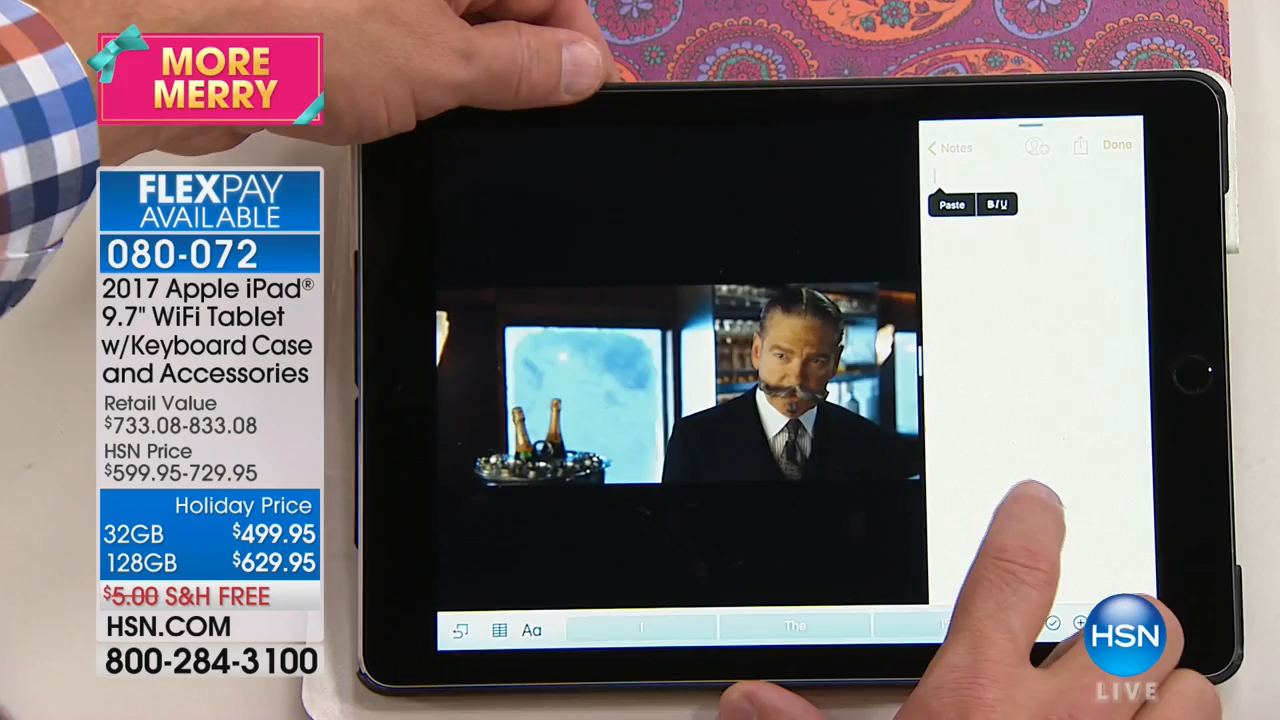 MORE
MERRY
FLEXPAY
AVAILABLE
080-072
2017 Apple iPad®
9.7" WiFi Tablet
w/Keyboard Case
and Accessories
Retail Value
$733.08-833.08
HSN Price
$599.95-729.95
Holiday Price
32GB $499.95
128GB $629.95
$5.00 S&H FREE
HSN.COM
800-284-3100
Notes
Done
Paste
B I U
Aa
I
The
HSN
LIVE